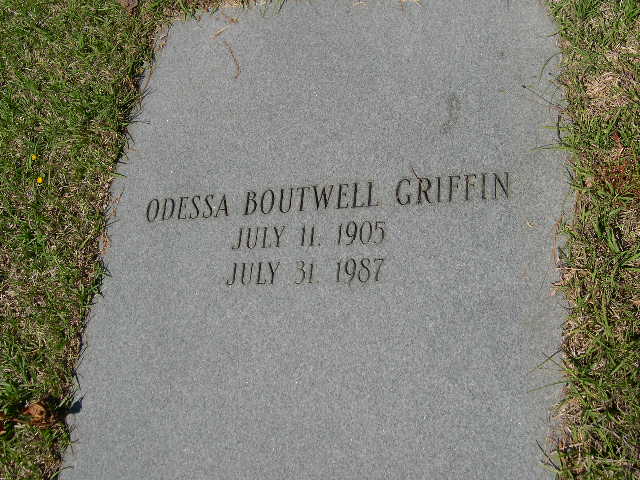 ODESSA BOUTWELL GRIFFIN
JULY 11, 1905
JULY 31, 1987